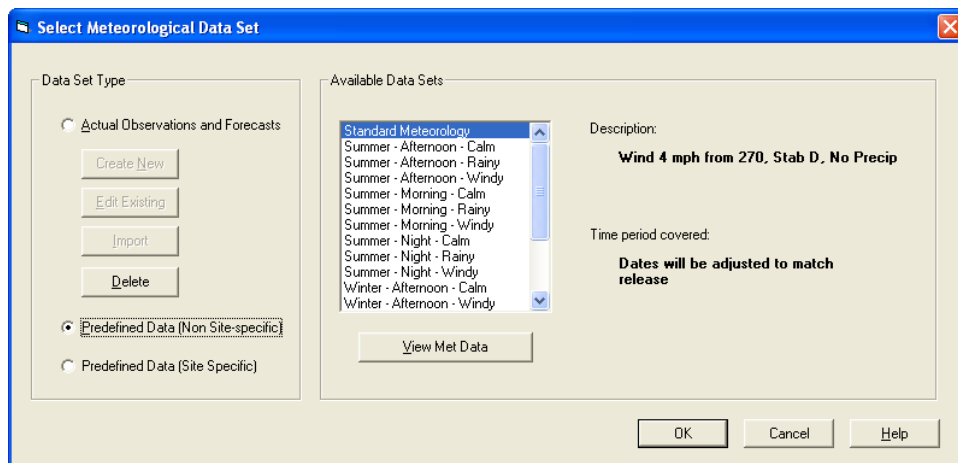 Select Meteorological Data Set
Data Set Type
Actual Observations and Forecasts
Create New
Edit Existing
Import
Delete
Predefined Data (Non Site-specific)
Predefined Data (Site Specific)
Available Data Sets
Standard Meteorology
Summer - Afternoon - Calm
Summer - Afternoon - Rainy
Summer - Afternoon - Windy
Summer - Morning - Calm
Summer - Morning - Rainy
Summer - Morning - Windy
Summer - Night - Calm
Summer - Night - Rainy
Summer - Night - Windy
Winter - Afternoon - Calm
Winter - Afternoon - Windy
View Met Data
Description:
Wind 4 mph from 270, Stab D, No Precip
Time period covered:
Dates will be adjusted to match
release
OK
Cancel
Help